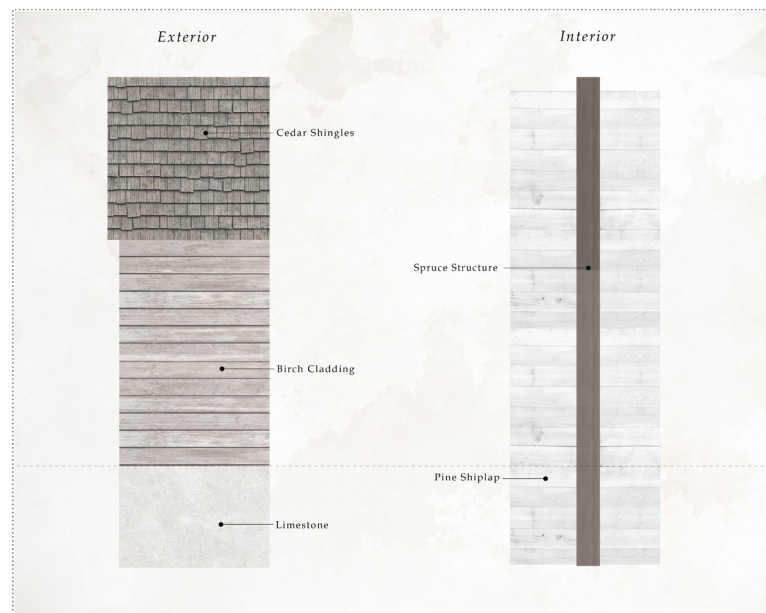 Exterior
Interior
Cedar Shingles
Spruce Structure
Birch Cladding
Pine Shiplap
Limestone